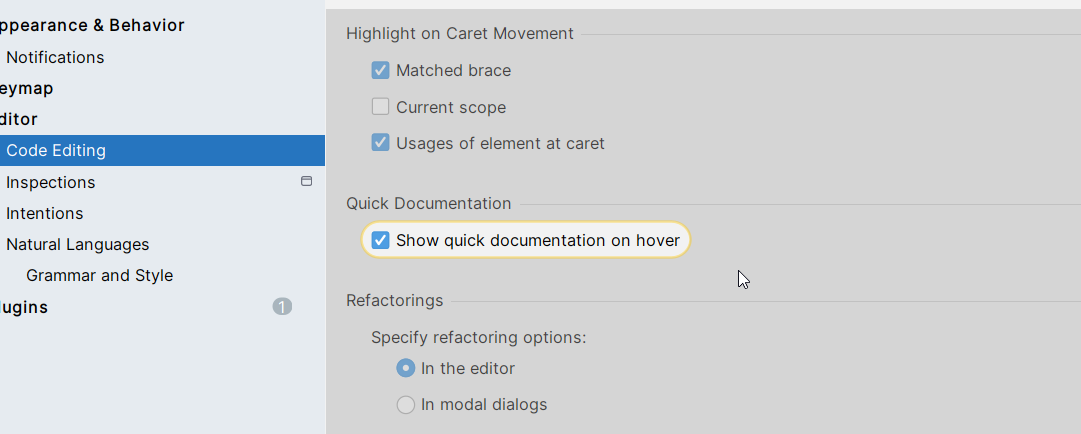 ppearance & Behavior
Notifications
eymap
ditor
Code Editing
Inspections
Intentions
Natural Languages
Grammar and Style
lugins 1
Highlight on Caret Movement
Matched brace
Current scope
Usages of element at caret
Quick Documentation
Show quick documentation on hover
Refactorings
Specify refactoring options:
In the editor
In modal dialogs